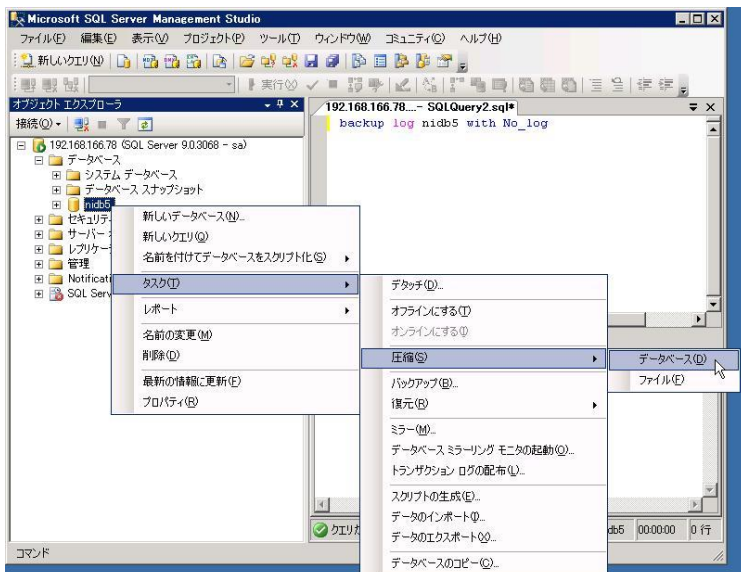 Microsoft SQL Server Management Studio
ファイル(F) 編集(E) 表示(V) プロジェクト(P) ツール(T) ウィンドウ(W) コミュニティ(C) ヘルプ(H)
新しいクエリ(N)
実行(X)
オブジェクト エクスプローラ
接続(O)
192.168.166.78 (SQL Server 9.0.3068 - sa)
データベース
システム データベース
データベース スナップショット
nidb5
セキュリテ
サーバー
レプリケー
管理
Notificati
SQL Serv
192.168.166.78....- SQLQuery2.sql*
backup log nidb5 with No_log
新しいデータベース(N)...
新しいクエリ(Q)
名前を付けてデータベースをスクリプト化(S)
タスク(T)
レポート
名前の変更(M)
削除(D)
最新の情報に更新(F)
プロパティ(R)
デタッチ(D)...
オフラインにする(T)
オンラインにする(I)
圧縮(S)
バックアップ(B)...
復元(R)
ミラー(M)...
データベース ミラーリング モニタの起動(O)...
トランザクション ログの配布(L)...
スクリプトの生成(E)...
データのインポート(I)...
データのエクスポート(X)...
データベースのコピー(C)...
データベース(D)
ファイル(F)
クエリが
db5 00:00:00 0 行
コマンド